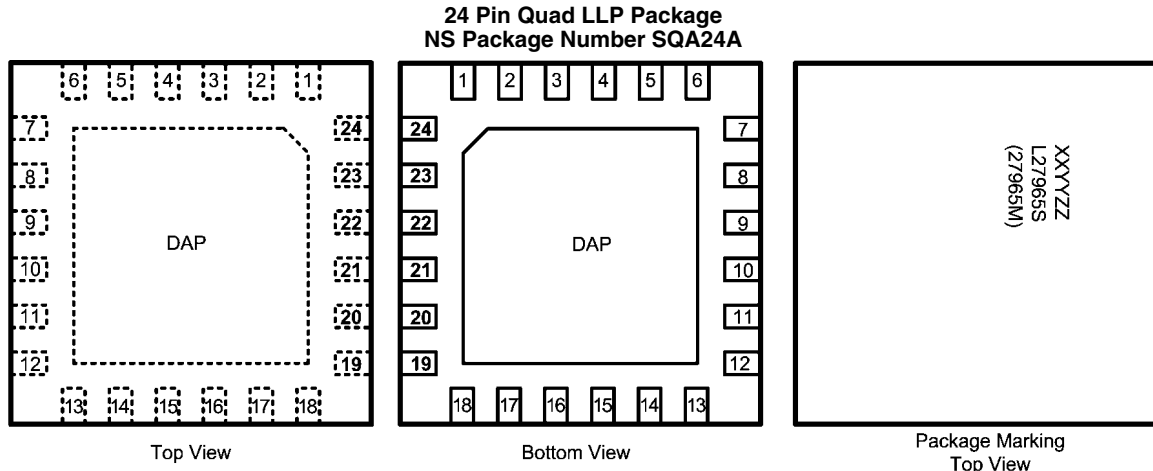 24 Pin Quad LLP Package
NS Package Number SQA24A
6 5 4 3 2 1
7 24
8 23
DAP
9 22
10 21
11 20
12 19
13 14 15 16 17 18
Top View
1 2 3 4 5 6
24 7
23 8
22 9
DAP
21 10
20 11
19 12
18 17 16 15 14 13
Bottom View
XXYYZZ
L27965S
(27965M)
Package Marking
Top View